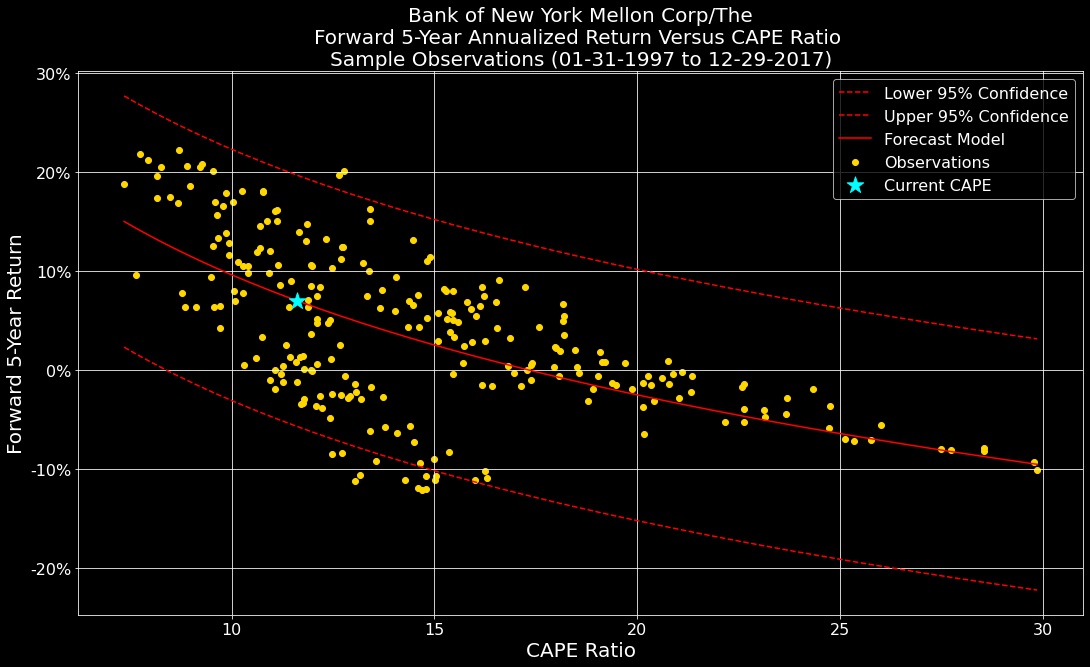 Bank of New York Mellon Corp/The
Forward 5-Year Annualized Return Versus CAPE Ratio
Sample Observations (01-31-1997 to 12-29-2017)
30%
20%
10%
0%
-10%
-20%
Forward 5-Year Return
Lower 95% Confidence
Upper 95% Confidence
Forecast Model
Observations
Current CAPE
10 15 20 25 30
CAPE Ratio